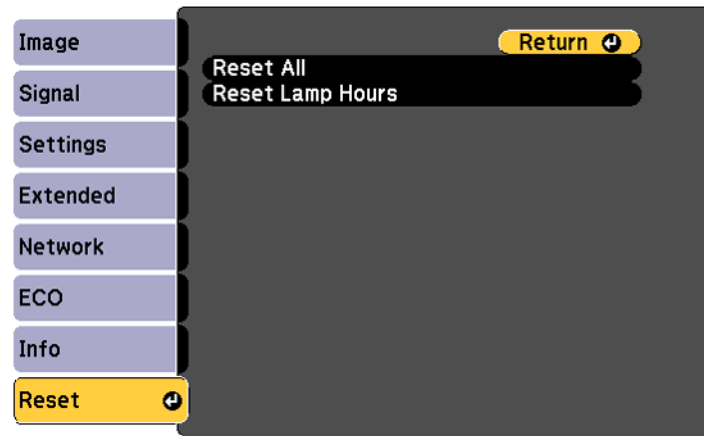 Image
Signal
Settings
Extended
Network
ECO
Info
Reset
Return
Reset All
Reset Lamp Hours